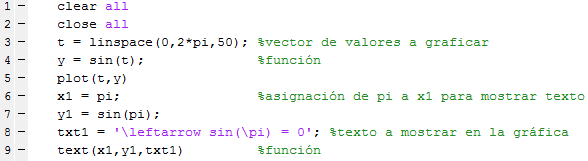 1 - clear all
2 - close all
3 - t = linspace(0,2*pi,50); %vector de valores a graficar
4 - y = sin(t); %función
5 - plot(t,y)
6 - x1 = pi; %asignación de pi a x1 para mostrar texto
7 - y1 = sin(pi);
8 - txt1 = '\leftarrow sin(\pi) = 0'; %texto a mostrar en la gráfica
9 - text(x1,y1,txt1) %función